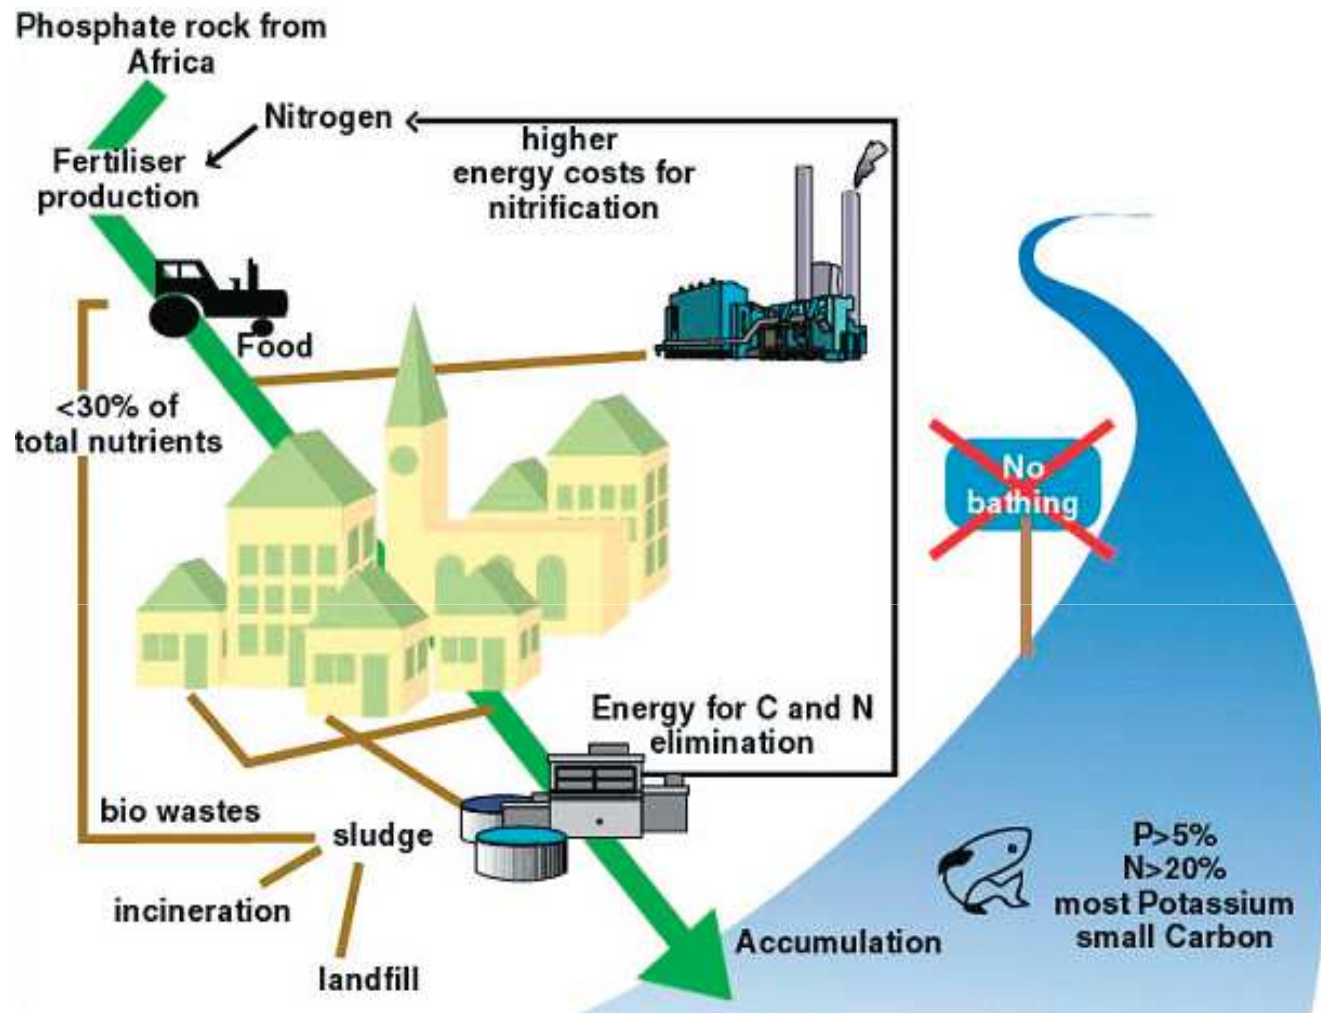 Phosphate rock from
Africa
Nitrogen
higher
energy costs for
nitrification
Fertiliser
production
Food
<30% of
total nutrients
No
bathing
Energy for C and N
elimination
bio wastes
sludge
incineration
landfill
Accumulation
P>5%
N>20%
most Potassium
small Carbon